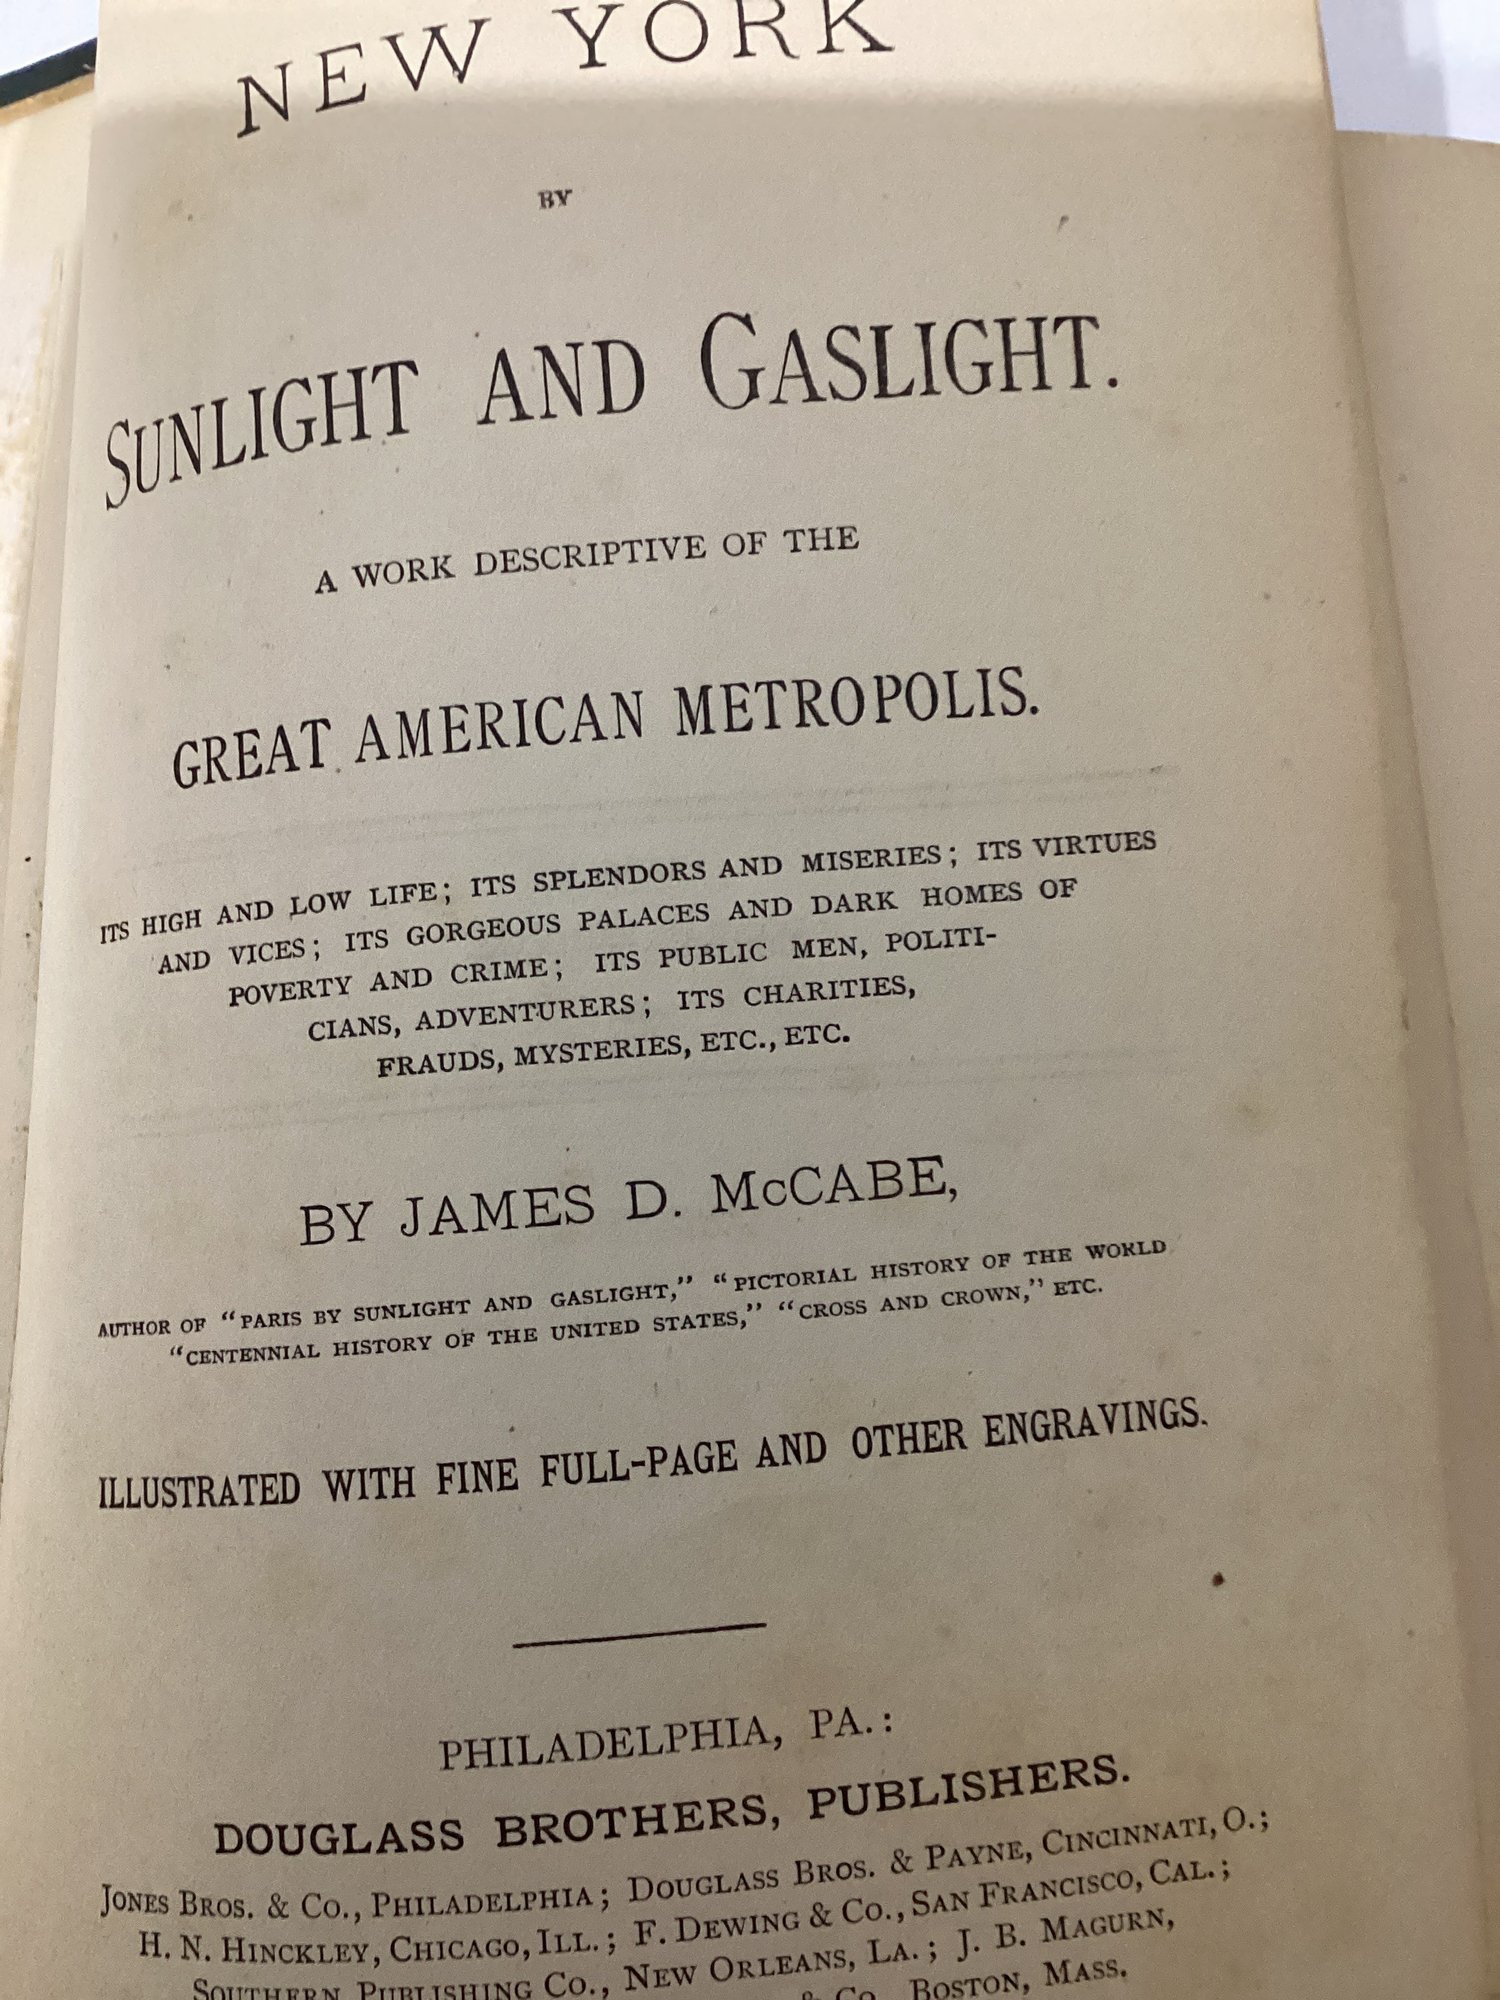 NEW YORK
BY
SUNLIGHT AND GASLIGHT.
A WORK DESCRIPTIVE OF THE
GREAT AMERICAN METROPOLIS.
ITS HIGH AND LOW LIFE; ITS SPLENDORS AND MISERIES; ITS VIRTUES
AND VICES; ITS GORGEOUS PALACES AND DARK HOMES OF
POVERTY AND CRIME; ITS PUBLIC MEN, POLITI-
CIANS, ADVENTURERS; ITS CHARITIES,
FRAUDS, MYSTERIES, ETC., ETC.
BY JAMES D. McCABE,
AUTHOR OF "PARIS BY SUNLIGHT AND GASLIGHT," "PICTORIAL HISTORY OF THE WORLD
"CENTENNIAL HISTORY OF THE UNITED STATES," "CROSS AND CROWN," ETC.
ILLUSTRATED WITH FINE FULL-PAGE AND OTHER ENGRAVINGS.
PHILADELPHIA, PA.:
DOUGLASS BROTHERS, PUBLISHERS.
JONES BROS. & CO., PHILADELPHIA; DOUGLASS BROS. & PAYNE, CINCINNATI, O.;
H. N. HINCKLEY, CHICAGO, ILL.; F. DEWING & CO., SAN FRANCISCO, CAL.;
SOUTHERN PUBLISHING CO., NEW ORLEANS, LA.; J. B. MAGURN,
& CO. BOSTON, MASS.